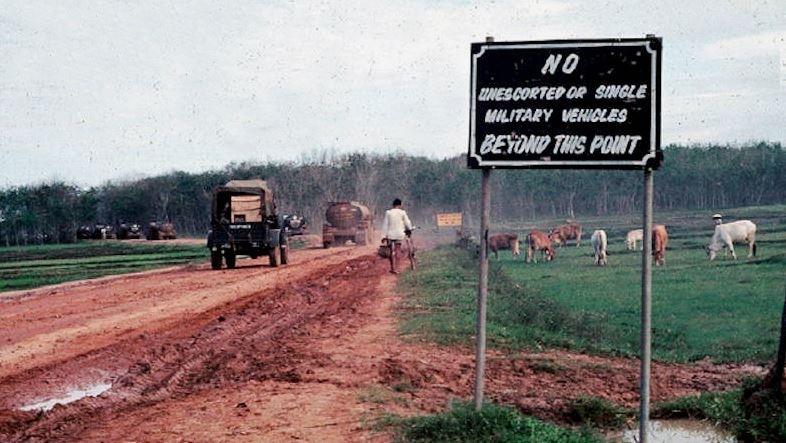 NO
UNESCORTED OR SINGLE
MILITARY VEHICLES
BEYOND THIS POINT